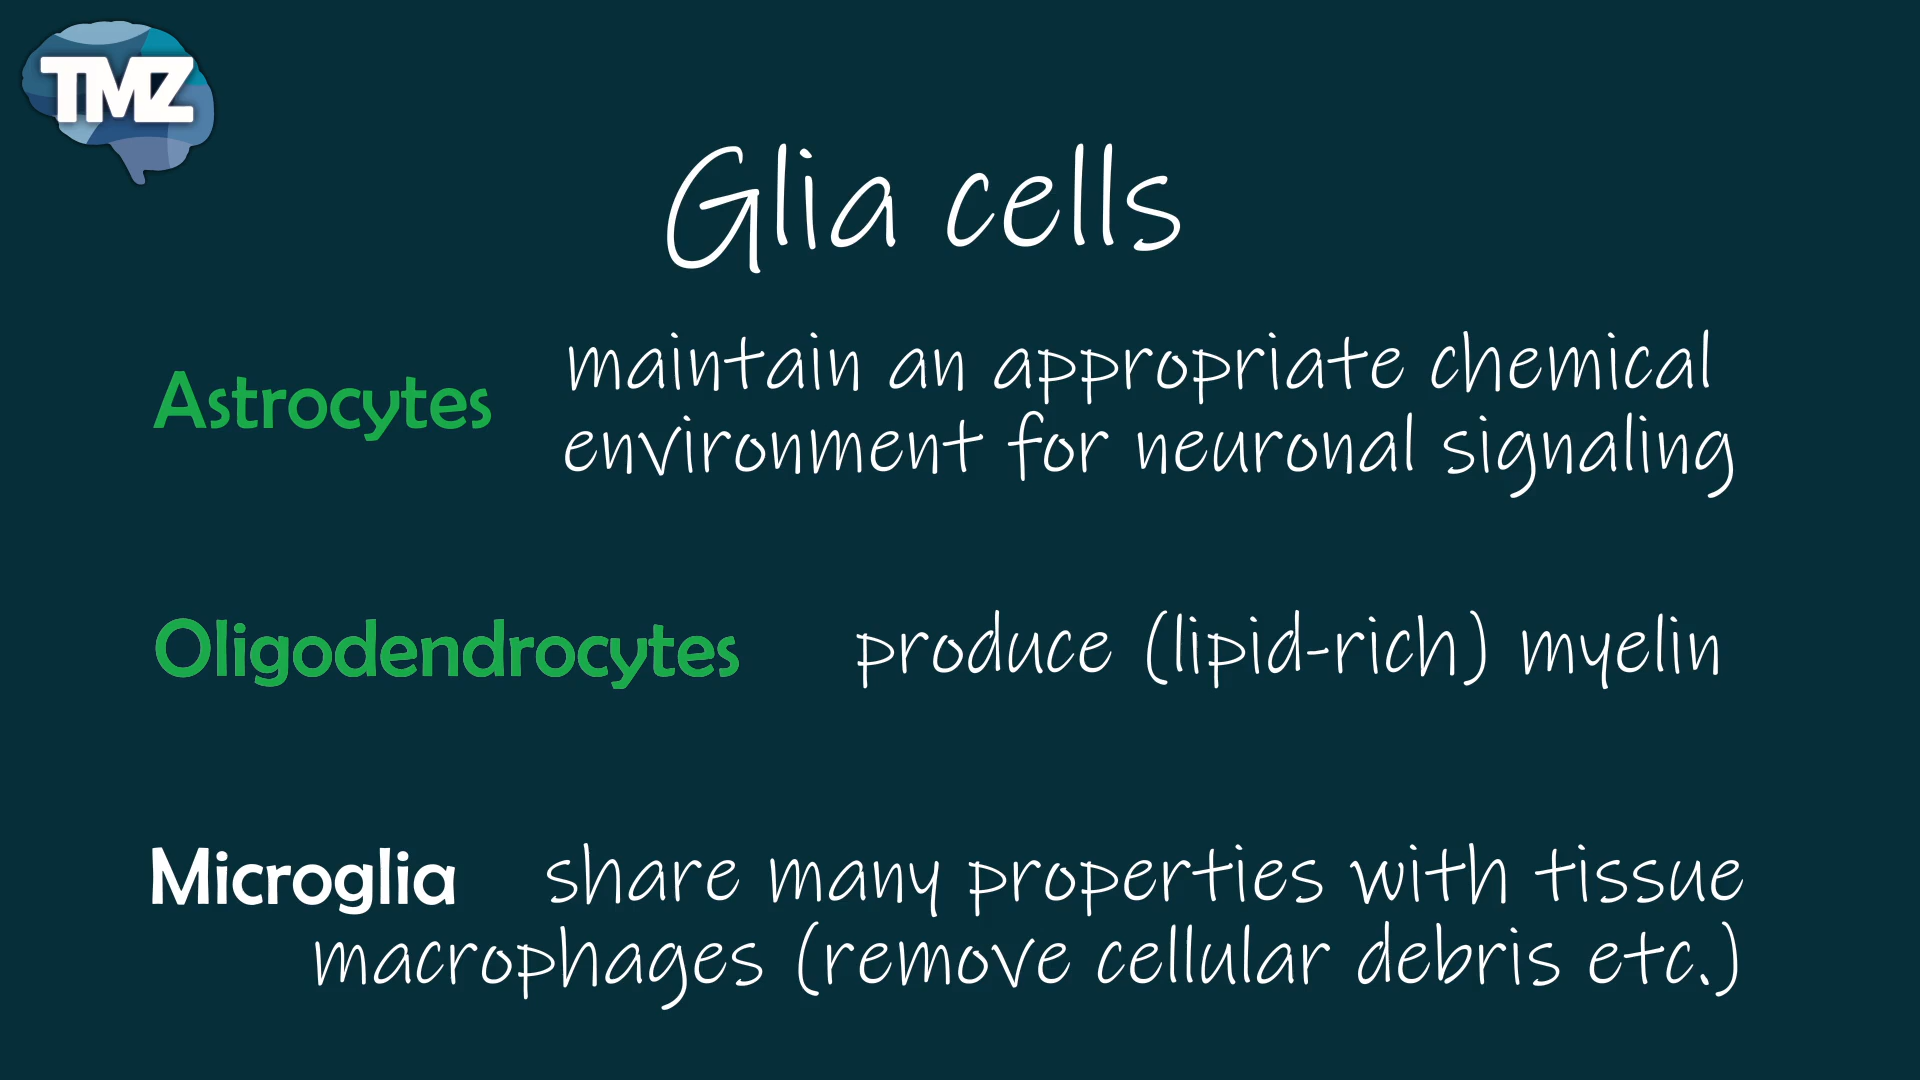 TMZ
Glia cells
Astrocytes maintain an appropriate chemical
environment for neuronal signaling
Oligodendrocytes produce (lipid-rich) myelin
Microglia share many properties with tissue
macrophages (remove cellular debris etc.)